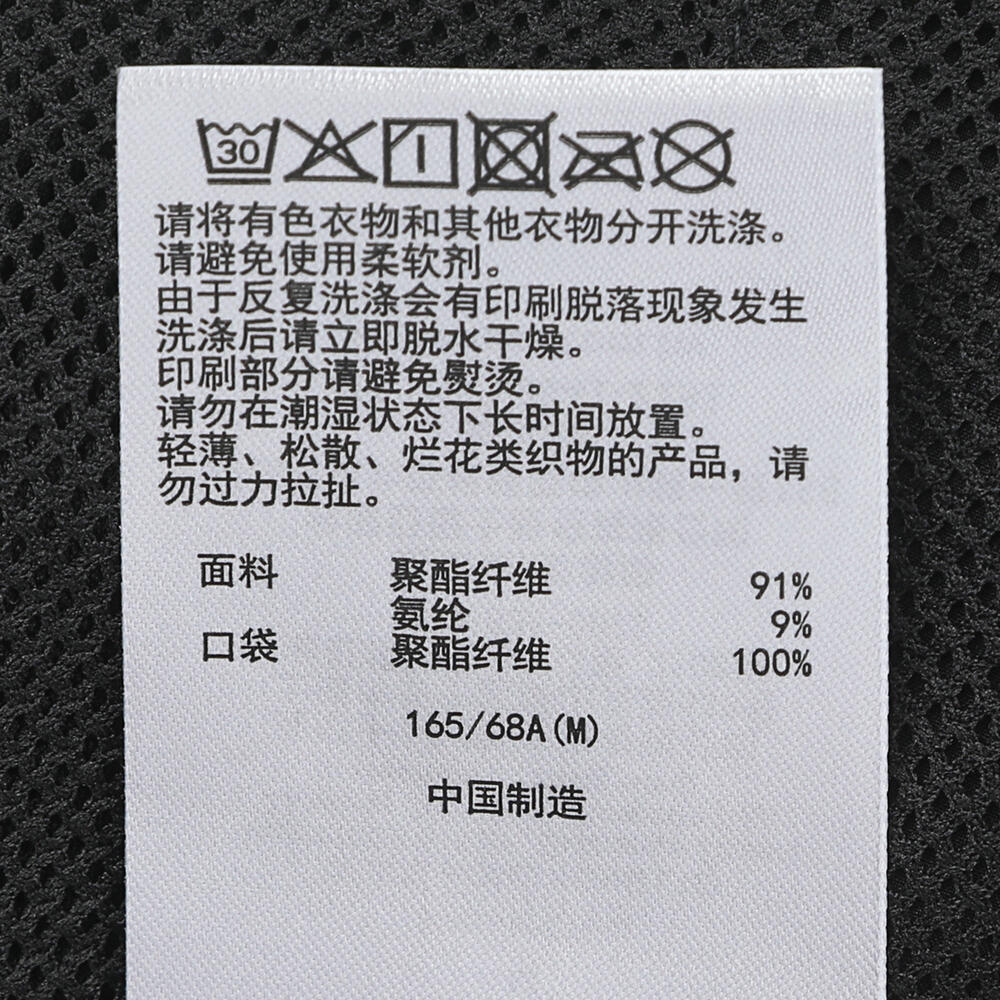 30
请将有色衣物和其他衣物分开洗涤。
请避免使用柔软剂。
由于反复洗涤会有印刷脱落现象发生
洗涤后请立即脱水干燥。
印刷部分请避免熨烫。
请勿在潮湿状态下长时间放置。
轻薄、松散、烂花类织物的产品，请
勿过力拉扯。
面料 聚酯纤维 91%
氨纶 9%
口袋 聚酯纤维 100%
165/68A(M)
中国制造